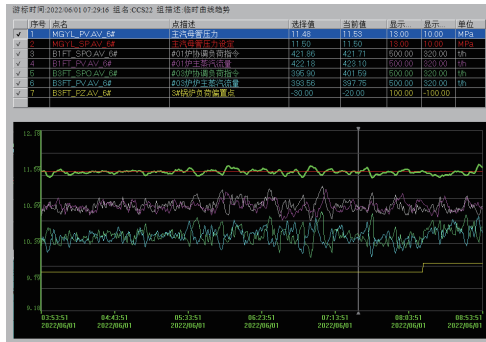 游标时间:2022/06/01 07:29:16 组名:CCS22 组描述:临时曲线趋势
序号 点名 点描述 选择值 当前值 显示... 显示... 单位
✓ 1 MGYL_PV.AV_6# 主汽母管压力 11.48 11.53 13.00 10.00 MPa
✓ 2 MGYL_SP.AV_6# 主汽母管压力设定 11.50 11.50 13.00 10.00 MPa
✓ 3 B1FT_SPO.AV_6# #01炉协调负荷指令 421.86 421.71 500.00 320.00 t/h
✓ 4 B1FT_PV.AV_6# #01炉主蒸汽流量 422.18 423.10 500.00 320.00 t/h
✓ 5 B3FT_SPO.AV_6# #03炉协调负荷指令 395.90 401.59 500.00 320.00 t/h
✓ 6 B3FT_PV.AV_6# #03炉主蒸汽流量 393.56 397.75 500.00 320.00 t/h
✓ 7 B3FT_PZ.AV_6# 3#锅炉负荷偏置点 -30.00 -20.00 100.00 -100.00
03:53:51 04:43:51 05:33:51 06:23:51 07:13:51 08:03:51 08:53:51
2022/06/01 2022/06/01 2022/06/01 2022/06/01 2022/06/01 2022/06/01 2022/06/01